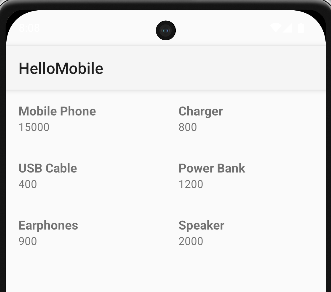 HelloMobile
Mobile Phone Charger
15000 800
USB Cable Power Bank
400 1200
Earphones Speaker
900 2000